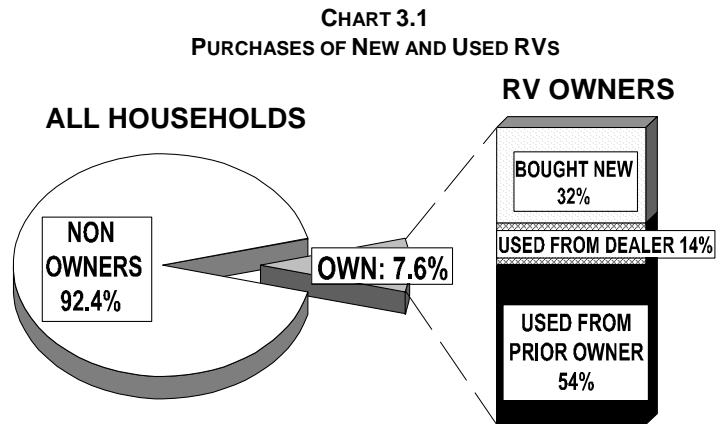 CHART 3.1
PURCHASES OF NEW AND USED RVS
RV OWNERS
ALL HOUSEHOLDS
BOUGHT NEW
32%
NON
OWNERS
92.4%
OWN: 7.6%
USED FROM DEALER 14%
USED FROM
PRIOR OWNER
54%